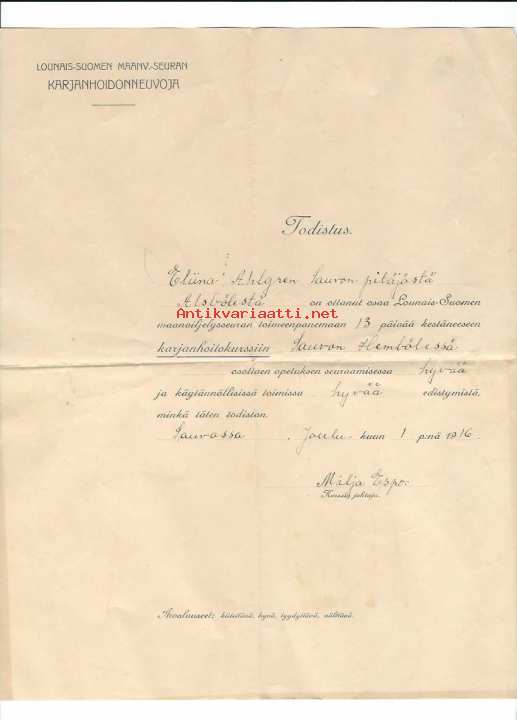 LOUNAIS-SUOMEN MAANV.-SEURAN
KARJANHOIDONNEUVOJA
Todistus.
Eliina Ahlgren Sauvon pitäjästä
Alsbölestä on ottanut osaa Lounais-Suomen
Antikvariaatti.net
maanviljelysseuran toimeenpanemaan 13 päivää kestäneeseen
karjanhoitokurssiin Sauvon Hembölessä
osottaen opetuksen seuraamisessa hyvää
ja käytännöllisissä toimissa hyvää edistymistä,
minkä täten todistan.
Sauvossa . Joulu- kuun 1 p:nä 1916.
Milja Espo
Kurssin johtaja.
Arvolauseet: kiitettävä, hyvä, tyydyttävä, välttävä.